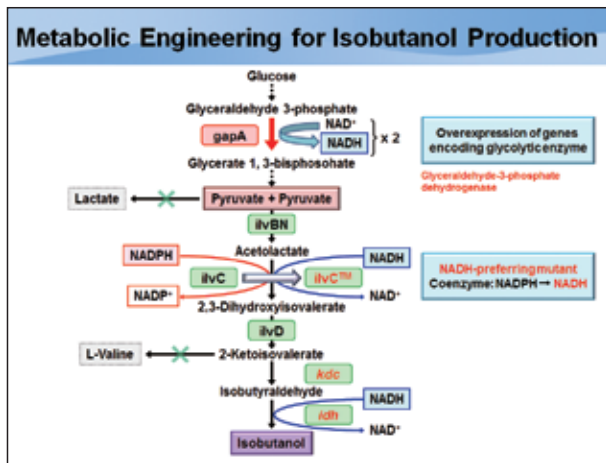 Metabolic Engineering for Isobutanol Production
Glucose
Glyceraldehyde 3-phosphate
gapA
NAD⁺
NADH
x 2
Overexpression of genes
encoding glycolytic enzyme
Glyceraldehyde-3-phosphate
dehydrogenase
Glycerate 1, 3-bisphosohate
Lactate
Pyruvate + Pyruvate
ilvBN
Acetolactate
NADPH
NADH
ilvC
ilvCᵀᴹ
NADP⁺
NAD⁺
NADH-preferring mutant
Coenzyme: NADPH → NADH
2,3-Dihydroxyisovalerate
ilvD
L-Valine
2-Ketoisovalerate
kdc
Isobutyraldehyde
NADH
idh
NAD⁺
Isobutanol